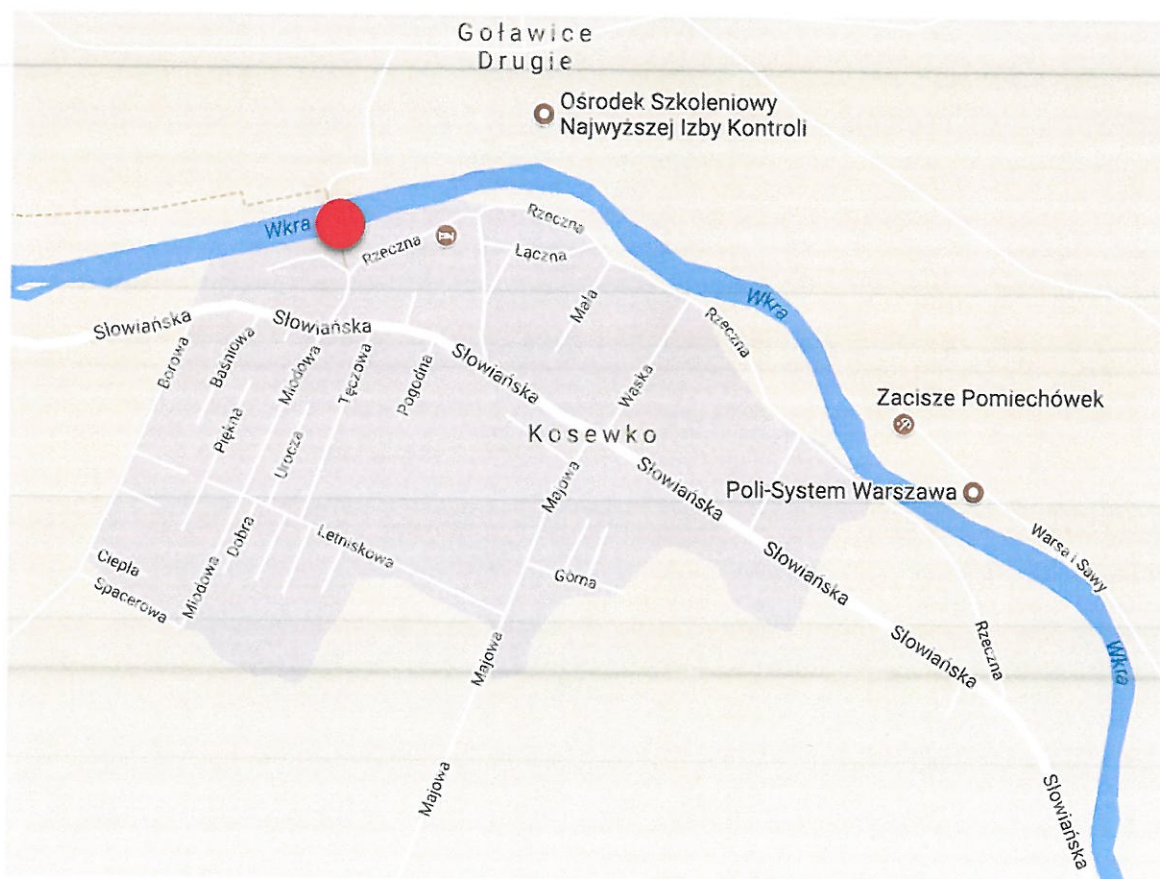 Goławice
Drugie
Ośrodek Szkoleniowy
Najwyższej Izby Kontroli
Wkra
Rzeczna
Rzeczna
Łączna
Słowiańska
Słowiańska
Mała
Wkra
Rzeczna
Borowa
Baśniowa
Miodowa
Tęczowa
Pogodna
Słowiańska
Wąska
Zacisze Pomiechówek
Piękna
Urocza
Kosewko
Majowa
Słowiańska
Poli-System Warszawa
Dobra
Letniskowa
Warsa i Sawy
Ciepła
Spacerowa
Miodowa
Górna
Słowiańska
Majowa
Słowiańska
Rzeczna
Wkra
Majowa
Słowiańska